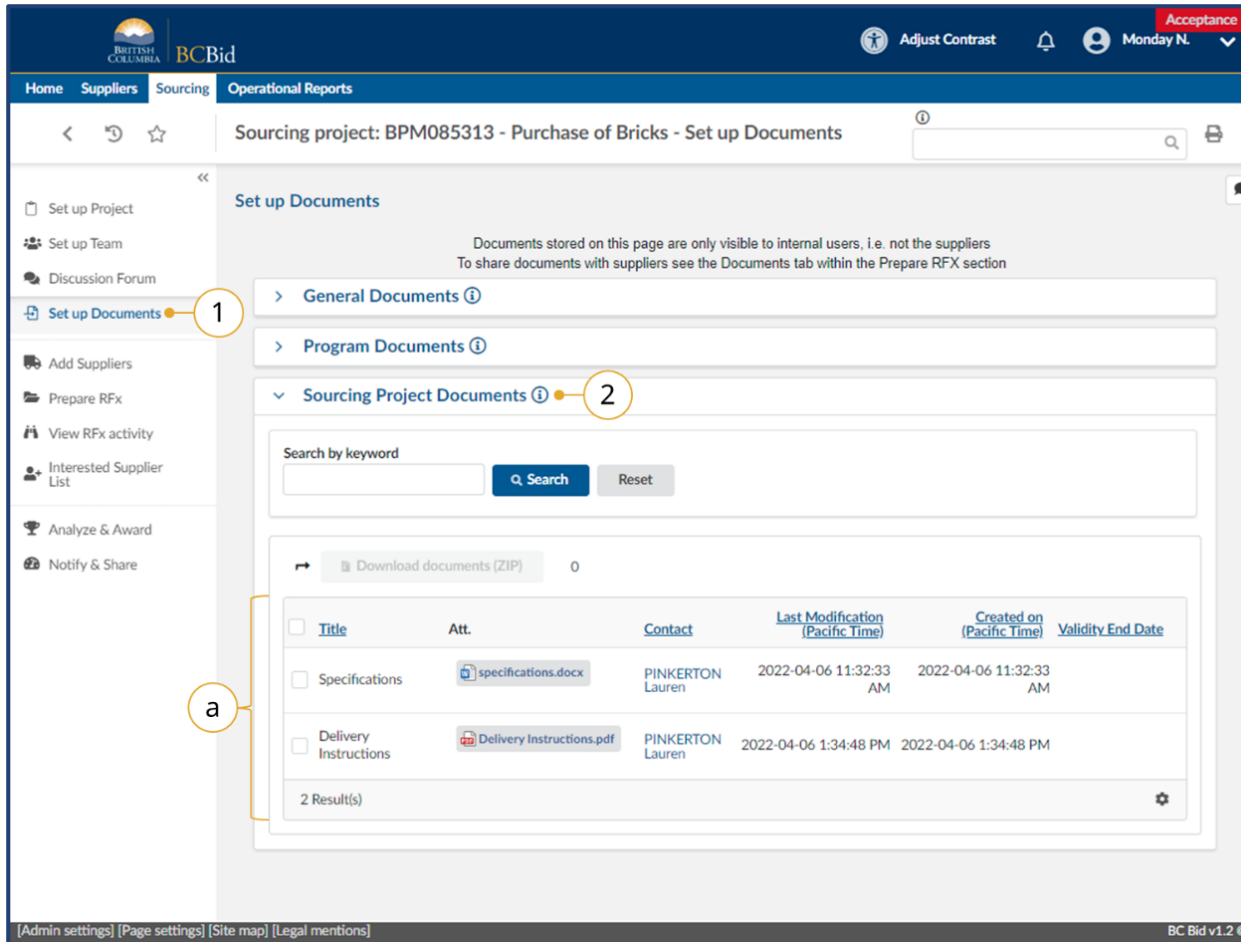 Acceptance
BRITISH COLUMBIA
BCBid
Adjust Contrast
Monday N.
Home Suppliers Sourcing Operational Reports
Sourcing project: BPM085313 - Purchase of Bricks - Set up Documents
Set up Project
Set up Team
Discussion Forum
Set up Documents
1
Add Suppliers
Prepare RFx
View RFx activity
Interested Supplier
List
Analyze & Award
Notify & Share
Set up Documents
Documents stored on this page are only visible to internal users, i.e. not the suppliers
To share documents with suppliers see the Documents tab within the Prepare RFX section
General Documents
Program Documents
Sourcing Project Documents
2
Search by keyword
Search Reset
Download documents (ZIP) 0
a
Title Att. Contact Last Modification (Pacific Time) Created on (Pacific Time) Validity End Date
Specifications specifications.docx PINKERTON Lauren 2022-04-06 11:32:33 AM 2022-04-06 11:32:33 AM
Delivery Instructions Delivery Instructions.pdf PINKERTON Lauren 2022-04-06 1:34:48 PM 2022-04-06 1:34:48 PM
2 Result(s)
[Admin settings] [Page settings] [Site map] [Legal mentions]
BC Bid v1.2 ©